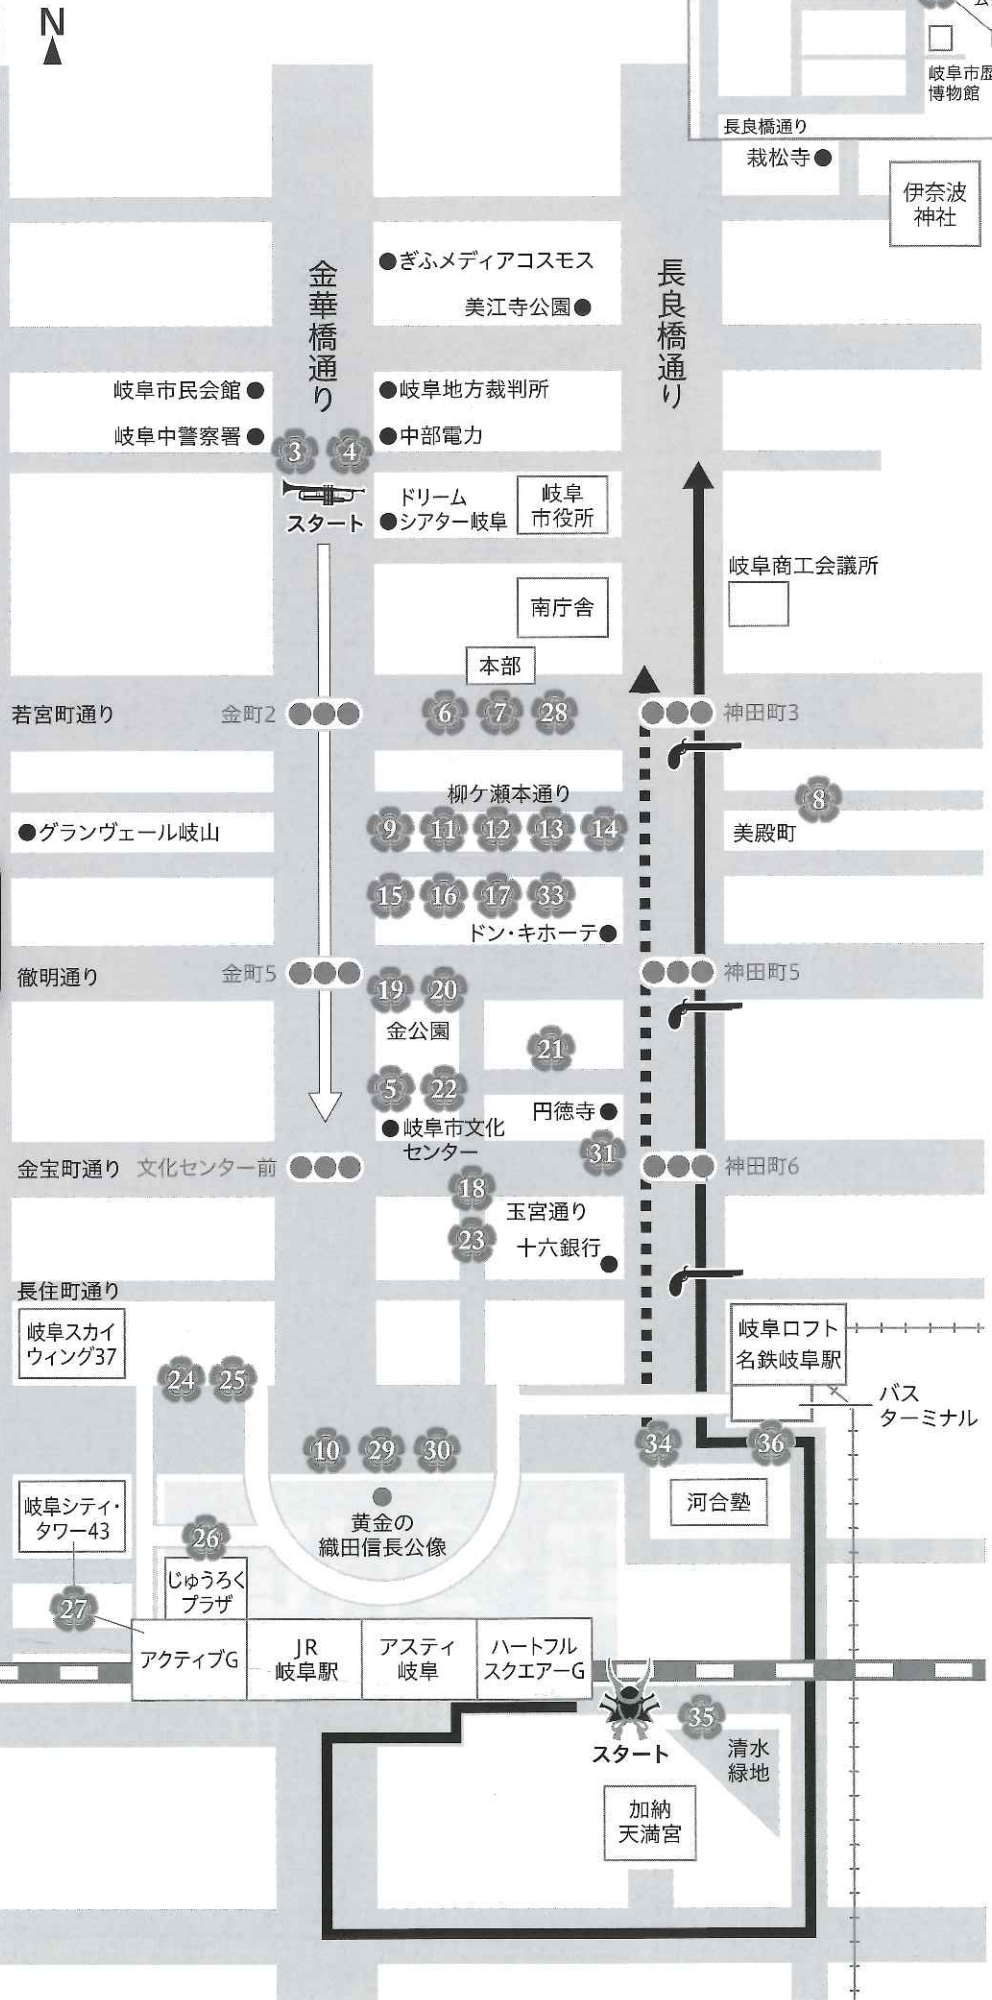 N
岐阜市歴
博物館
長良橋通り
栽松寺
伊奈波
神社
金華橋通り
長良橋通り
ぎふメディアコスモス
美江寺公園
岐阜市民会館
岐阜地方裁判所
岐阜中警察署
中部電力
3
4
スタート
ドリーム
シアター岐阜
岐阜
市役所
岐阜商工会議所
南庁舎
本部
若宮町通り
金町2
6
7
28
神田町3
柳ケ瀬本通り
8
グランヴェール岐山
9
11
12
13
14
美殿町
15
16
17
33
ドン・キホーテ
徹明通り
金町5
神田町5
19
20
金公園
21
5
22
円徳寺
岐阜市文化
センター
31
金宝町通り
文化センター前
神田町6
18
玉宮通り
23
十六銀行
長住町通り
岐阜スカイ
ウィング37
岐阜ロフト
名鉄岐阜駅
24
25
バス
ターミナル
10
29
30
34
36
岐阜シティ・
タワー43
河合塾
黄金の
織田信長公像
26
じゅうろく
プラザ
27
アクティブG
JR
岐阜駅
アスティ
岐阜
ハートフル
スクエアーG
35
スタート
清水
緑地
加納
天満宮